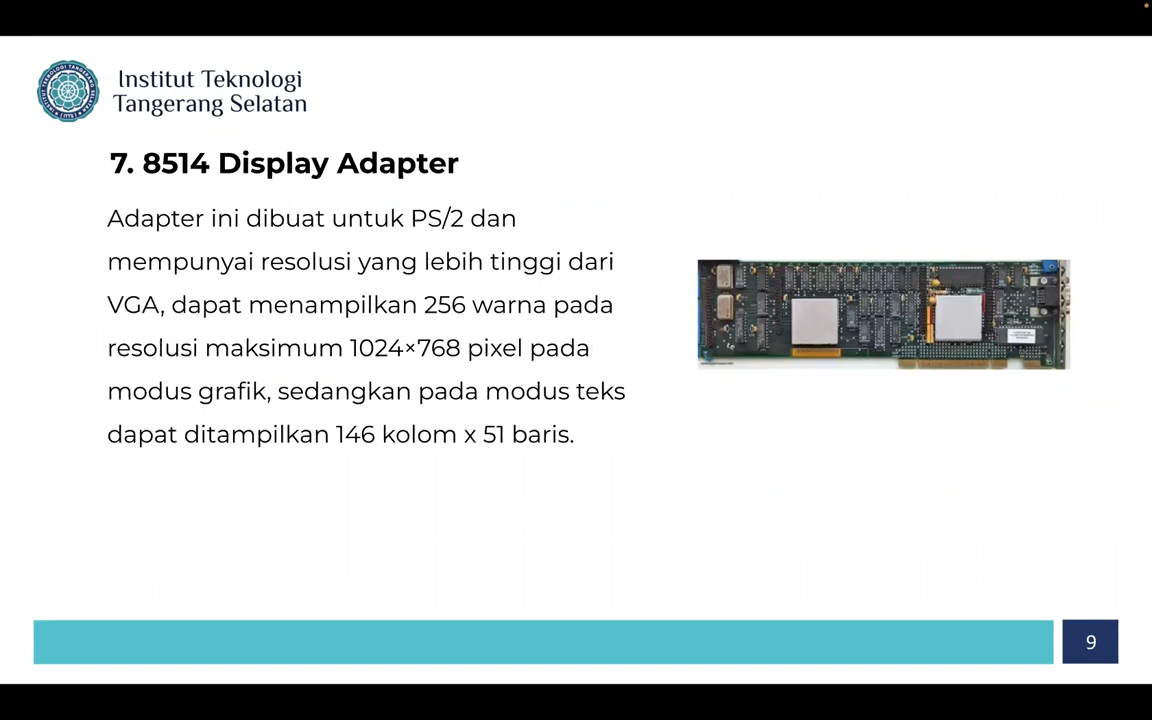 Institut Teknologi
Tangerang Selatan
7. 8514 Display Adapter
Adapter ini dibuat untuk PS/2 dan
mempunyai resolusi yang lebih tinggi dari
VGA, dapat menampilkan 256 warna pada
resolusi maksimum 1024×768 pixel pada
modus grafik, sedangkan pada modus teks
dapat ditampilkan 146 kolom x 51 baris.
9